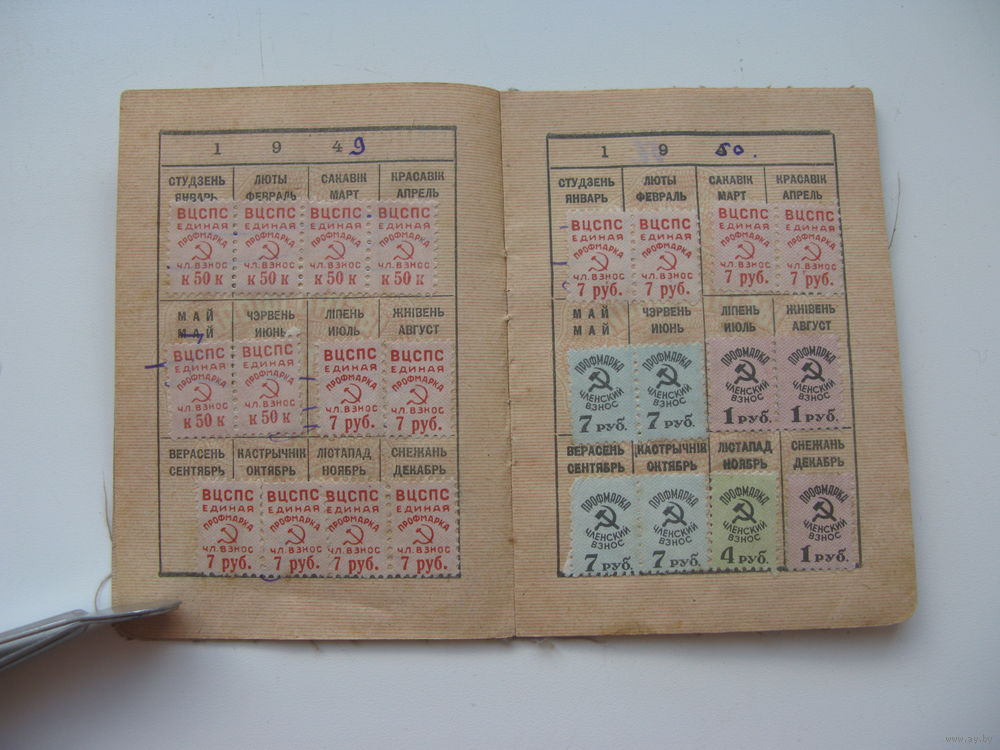 1 9 4 9
СТУДЗЕНЬ ЛЮТЫ САКАВІК КРАСАВІК
ЯНВАРЬ ФЕВРАЛЬ МАРТ АПРЕЛЬ
ВЦСПС ВЦСПС ВЦСПС ВЦСПС
ЕДИНАЯ ЕДИНАЯ ЕДИНАЯ ЕДИНАЯ
ПРОФМАРКА ПРОФМАРКА ПРОФМАРКА ПРОФМАРКА
ЧЛ. ВЗНОС ЧЛ. ВЗНОС ЧЛ. ВЗНОС ЧЛ. ВЗНОС
к 50 к к 50 к к 50 к к 50 к
МАЙ ЧЭРВЕНЬ ЛІПЕНЬ ЖНІВЕНЬ
МАЙ ИЮНЬ ИЮЛЬ АВГУСТ
ВЦСПС ВЦСПС ВЦСПС ВЦСПС
ЕДИНАЯ ЕДИНАЯ ЕДИНАЯ ЕДИНАЯ
ПРОФМАРКА ПРОФМАРКА ПРОФМАРКА ПРОФМАРКА
ЧЛ. ВЗНОС ЧЛ. ВЗНОС ЧЛ. ВЗНОС ЧЛ. ВЗНОС
к 50 к к 50 к 7 руб. 7 руб.
ВЕРАСЕНЬ КАСТРЫЧНІК ЛІСТАПАД СНЕЖАНЬ
СЕНТЯБРЬ ОКТЯБРЬ НОЯБРЬ ДЕКАБРЬ
ВЦСПС ВЦСПС ВЦСПС ВЦСПС
ЕДИНАЯ ЕДИНАЯ ЕДИНАЯ ЕДИНАЯ
ПРОФМАРКА ПРОФМАРКА ПРОФМАРКА ПРОФМАРКА
ЧЛ. ВЗНОС ЧЛ. ВЗНОС ЧЛ. ВЗНОС ЧЛ. ВЗНОС
7 руб. 7 руб. 7 руб. 7 руб.
1 9 50.
СТУДЗЕНЬ ЛЮТЫ САКАВІК КРАСАВІК
ЯНВАРЬ ФЕВРАЛЬ МАРТ АПРЕЛЬ
ВЦСПС ВЦСПС ВЦСПС ВЦСПС
ЕДИНАЯ ЕДИНАЯ ЕДИНАЯ ЕДИНАЯ
ПРОФМАРКА ПРОФМАРКА ПРОФМАРКА ПРОФМАРКА
ЧЛ. ВЗНОС ЧЛ. ВЗНОС ЧЛ. ВЗНОС ЧЛ. ВЗНОС
7 руб. 7 руб. 7 руб. 7 руб.
МАЙ ЧЭРВЕНЬ ЛІПЕНЬ ЖНІВЕНЬ
МАЙ ИЮНЬ ИЮЛЬ АВГУСТ
ПРОФМАРКА ПРОФМАРКА ПРОФМАРКА ПРОФМАРКА
ЧЛЕНСКИЙ ЧЛЕНСКИЙ ЧЛЕНСКИЙ ЧЛЕНСКИЙ
ВЗНОС ВЗНОС ВЗНОС ВЗНОС
7 РУБ. 7 РУБ. 1 РУБ. 1 РУБ.
ВЕРАСЕНЬ КАСТРЫЧНІК ЛІСТАПАД СНЕЖАНЬ
СЕНТЯБРЬ ОКТЯБРЬ НОЯБРЬ ДЕКАБРЬ
ПРОФМАРКА ПРОФМАРКА ПРОФМАРКА ПРОФМАРКА
ЧЛЕНСКИЙ ЧЛЕНСКИЙ ЧЛЕНСКИЙ ЧЛЕНСКИЙ
ВЗНОС ВЗНОС ВЗНОС ВЗНОС
7 РУБ. 7 РУБ. 4 РУБ. 1 РУБ.
www.ay.by